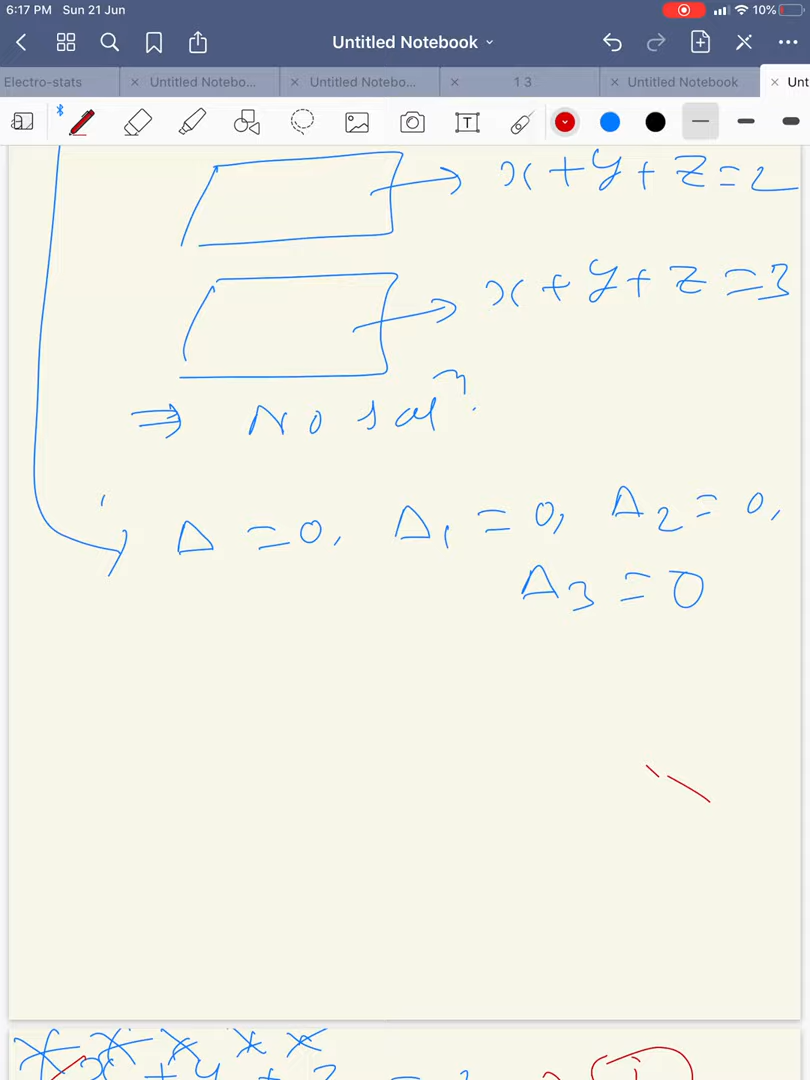 6:17 PM Sun 21 Jun 10%
Untitled Notebook
Electro-stats
Untitled Notebo...
Untitled Notebo...
1 3
Untitled Notebook
Unt
x + y + z = 2
x + y + z = 3
⇒ No solⁿ.
Δ = 0, Δ₁ = 0, Δ₂ = 0,
Δ₃ = 0